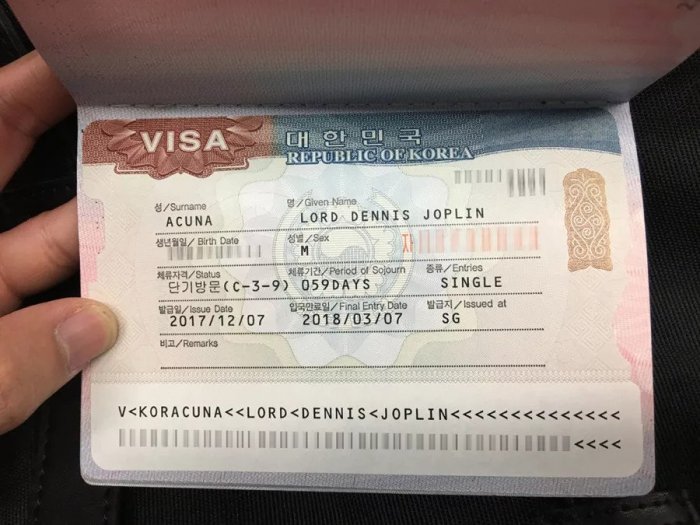 VISA 대한민국
REPUBLIC OF KOREA
성/Surname 명/Given Name
ACUNA LORD DENNIS JOPLIN
생년월일/Birth Date 성별/Sex
M
체류자격/Status 체류기간/Period of Sojourn 종류/Entries
단기방문(C-3-9) 059DAYS SINGLE
발급일/Issue Date 입국만료일/Final Entry Date 발급지/Issued at
2017/12/07 2018/03/07 SG
비고/Remarks
V<KORACUNA<<LORD<DENNIS<JOPLIN<<<<<<<<<<<<<<
<<<<